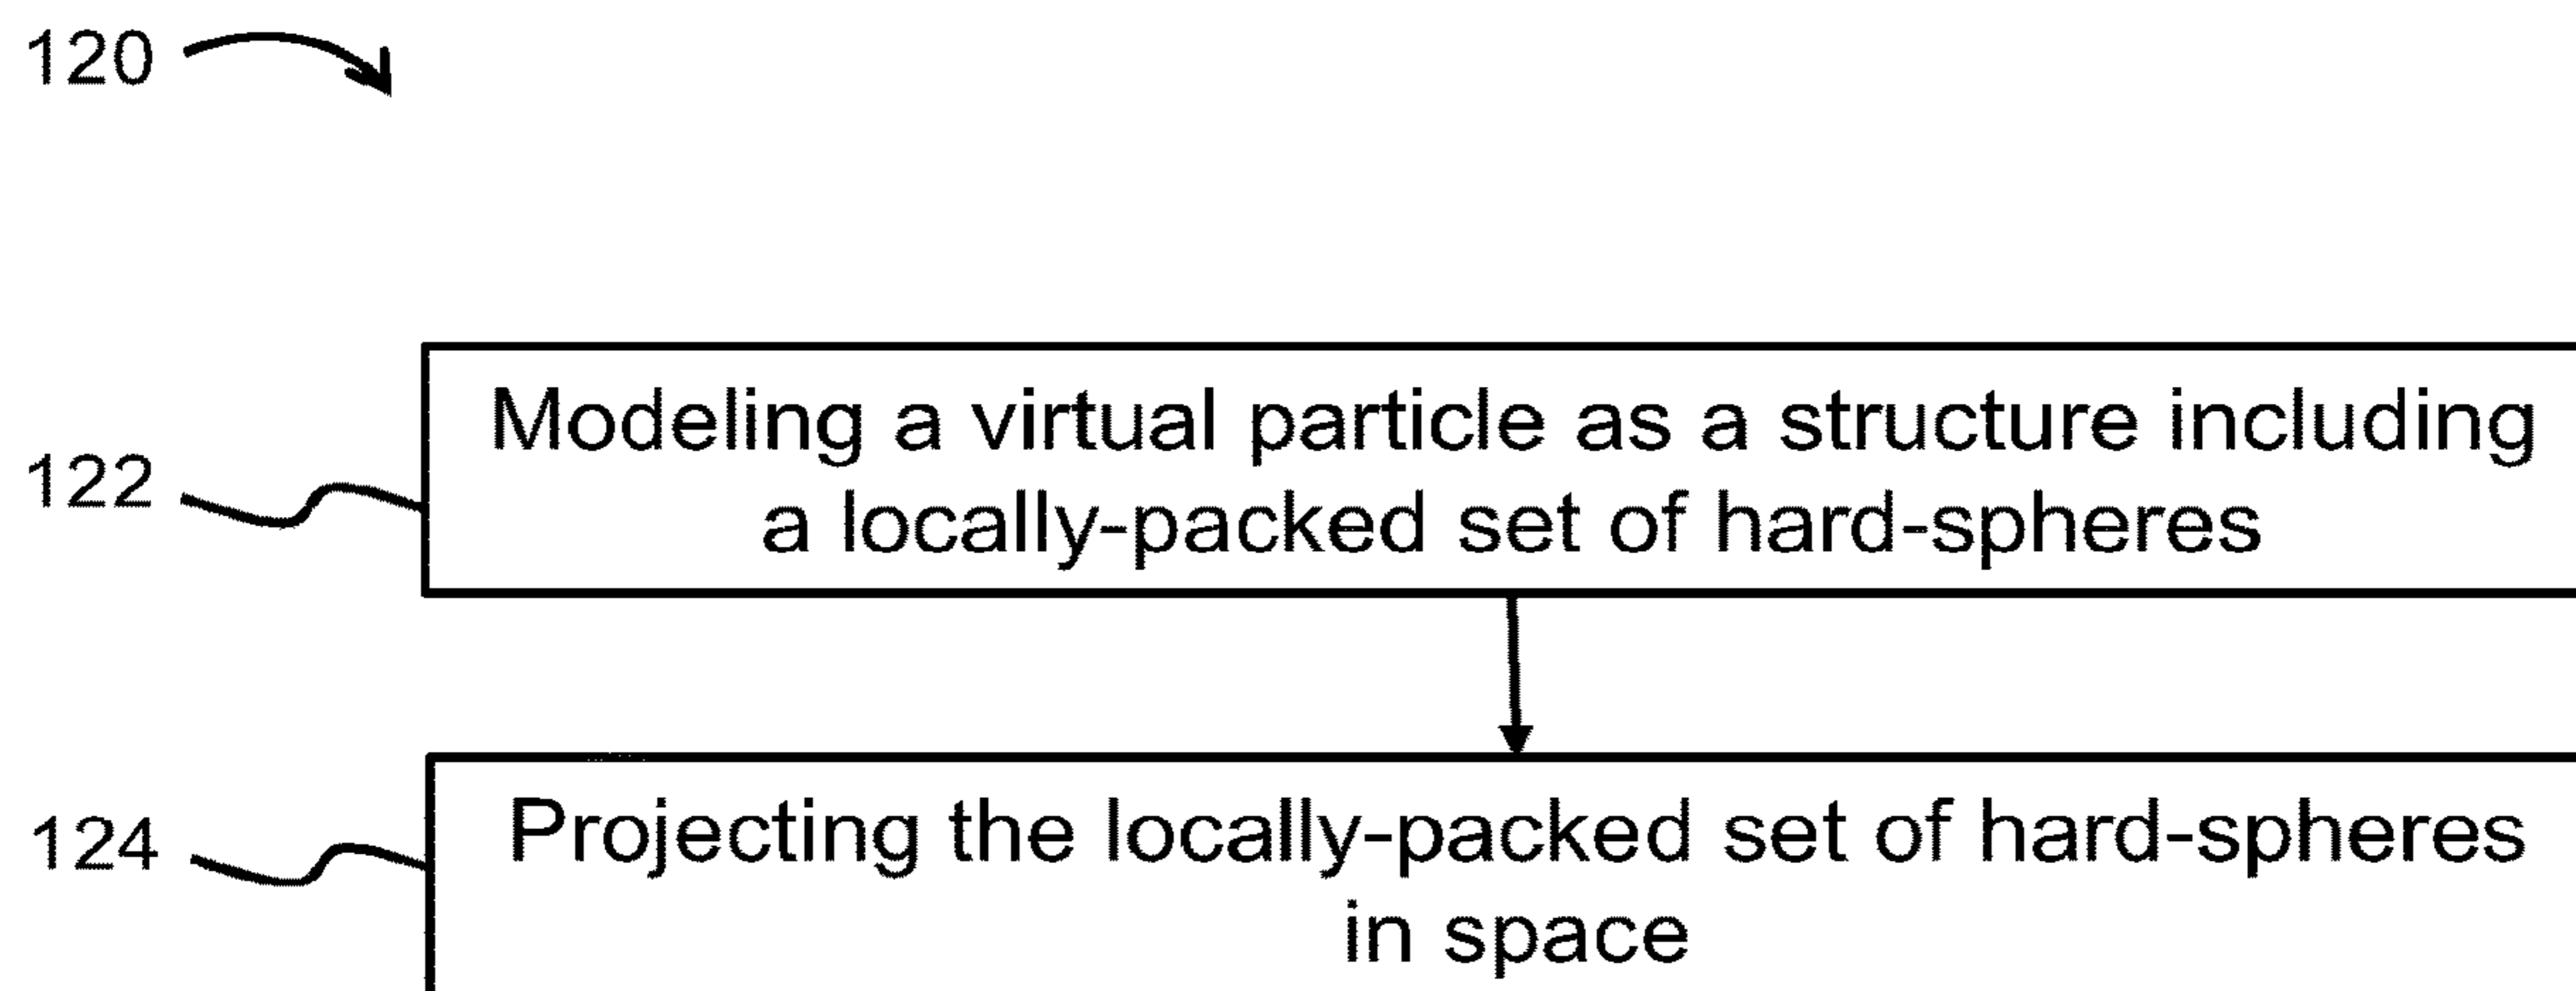 120
122
Modeling a virtual particle as a structure including
a locally-packed set of hard-spheres
124
Projecting the locally-packed set of hard-spheres
in space